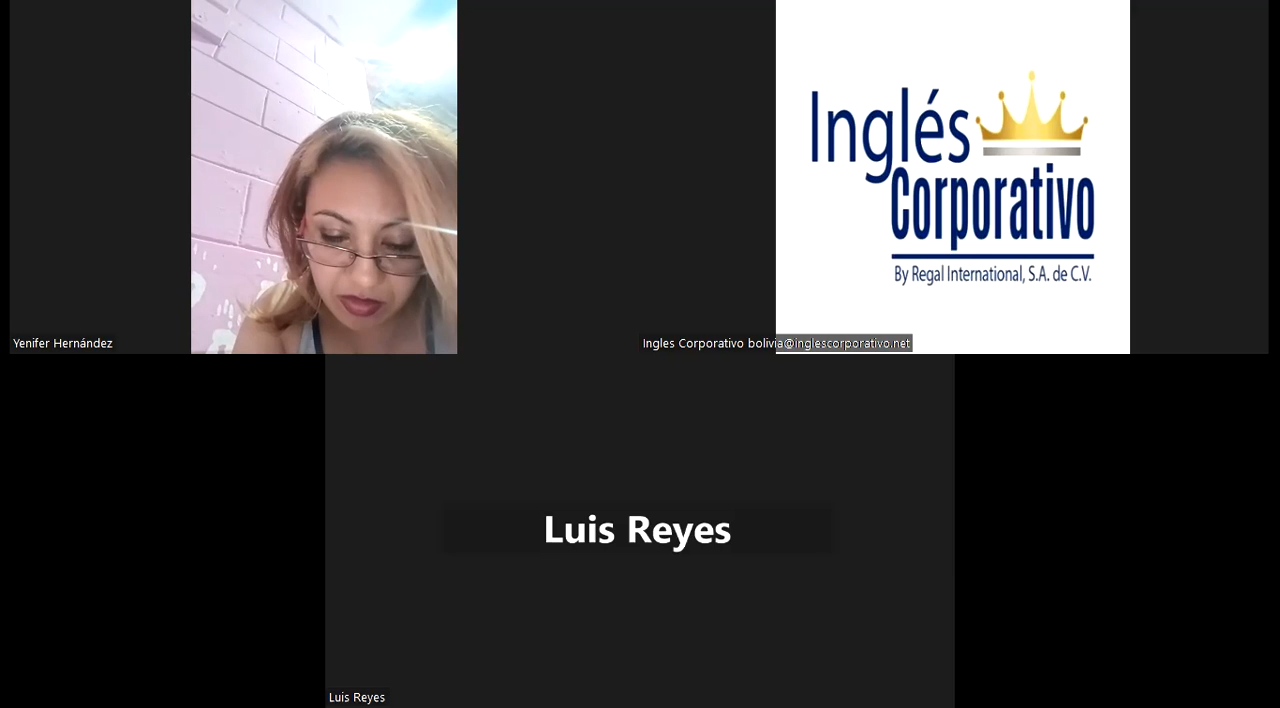 Inglés
Corporativo
By Regal International, S.A. de C.V.
Yenifer Hernández
Ingles Corporativo bolivia@inglescorporativo.net
Luis Reyes
Luis Reyes